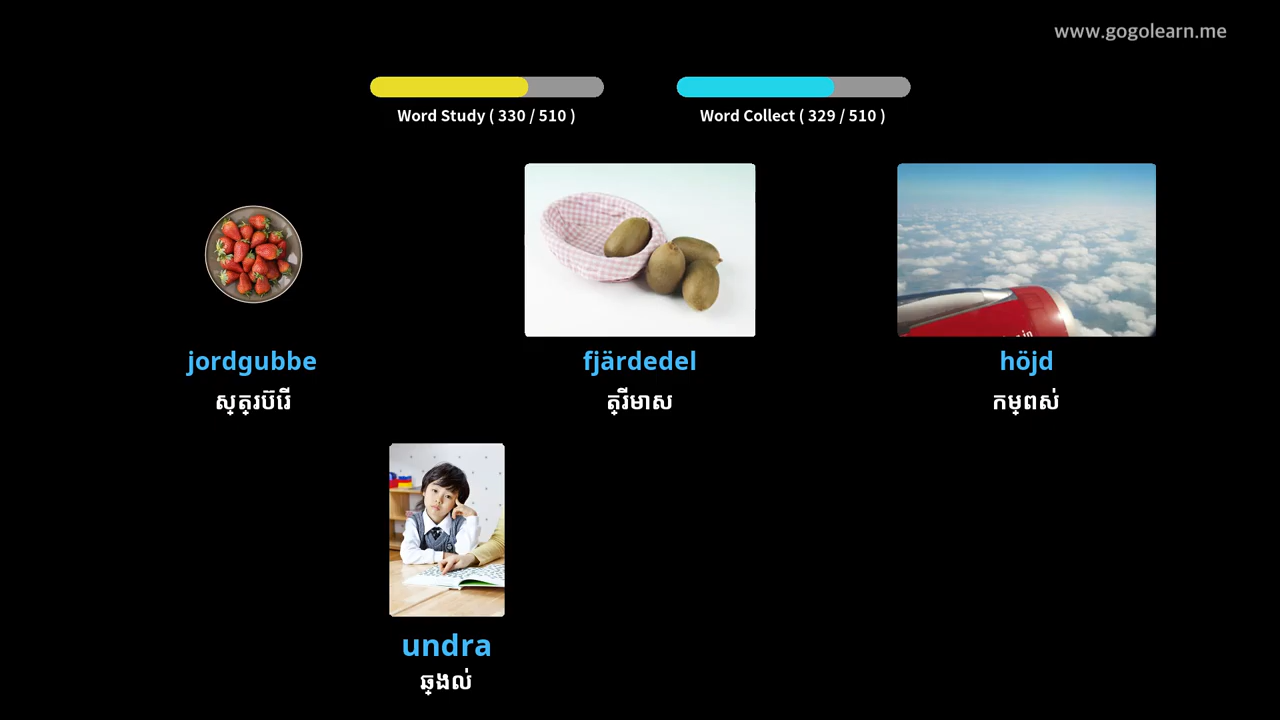 www.gogolearn.me
Word Study ( 330 / 510 )
Word Collect ( 329 / 510 )
jordgubbe
ស្ត្របឺរី
fjärdedel
ត្រីមាស
höjd
កម្ពស់
undra
ឆ្ងល់